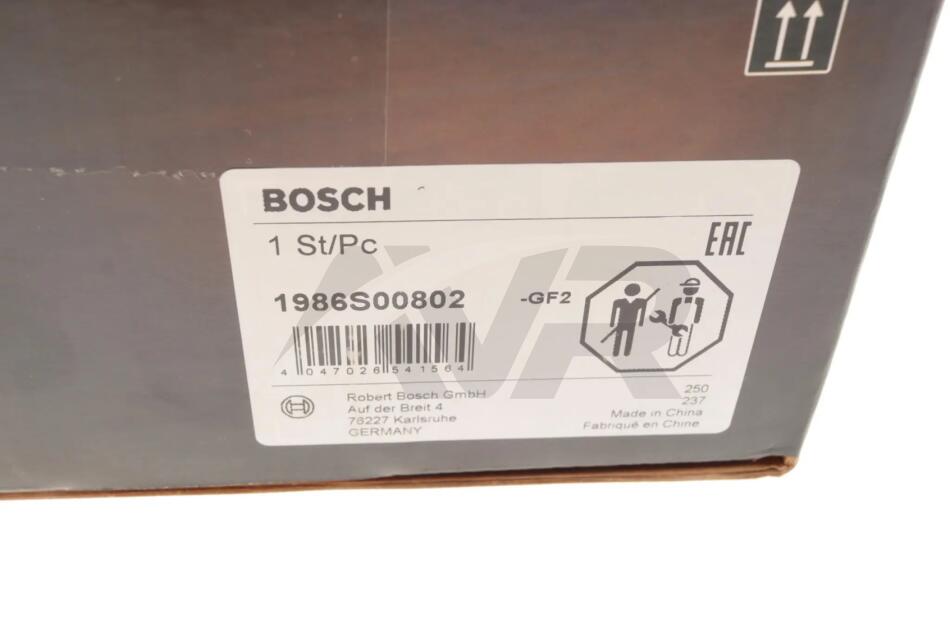 BOSCH
1 St/Pc
EAC
1986S00802 -GF2
4 047026 541564
Robert Bosch GmbH
Auf der Breit 4
76227 Karlsruhe
GERMANY
250
237
Made in China
Fabriqué en Chine
AVR